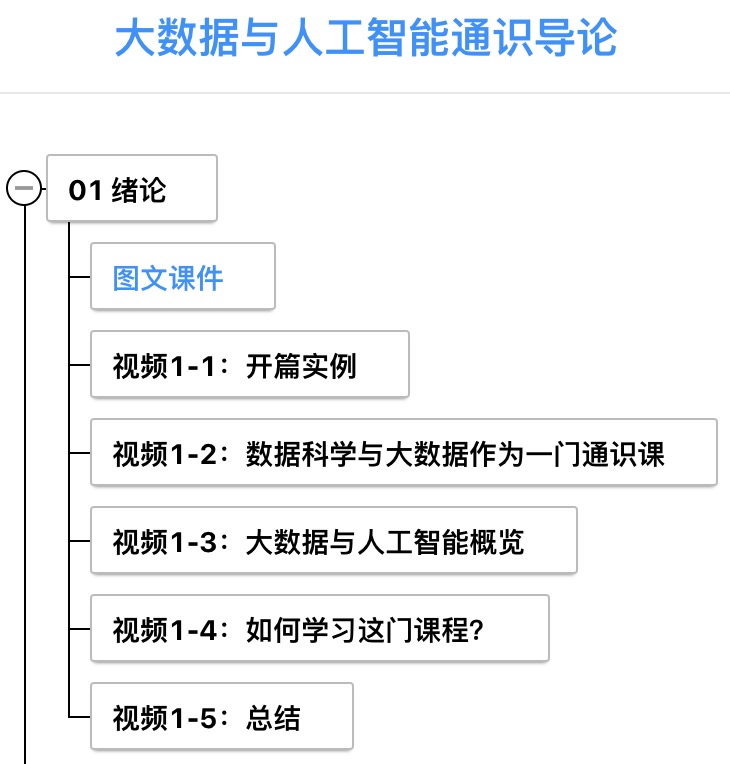 大数据与人工智能通识导论
01 绪论
图文课件
视频1-1：开篇实例
视频1-2：数据科学与大数据作为一门通识课
视频1-3：大数据与人工智能概览
视频1-4：如何学习这门课程？
视频1-5：总结